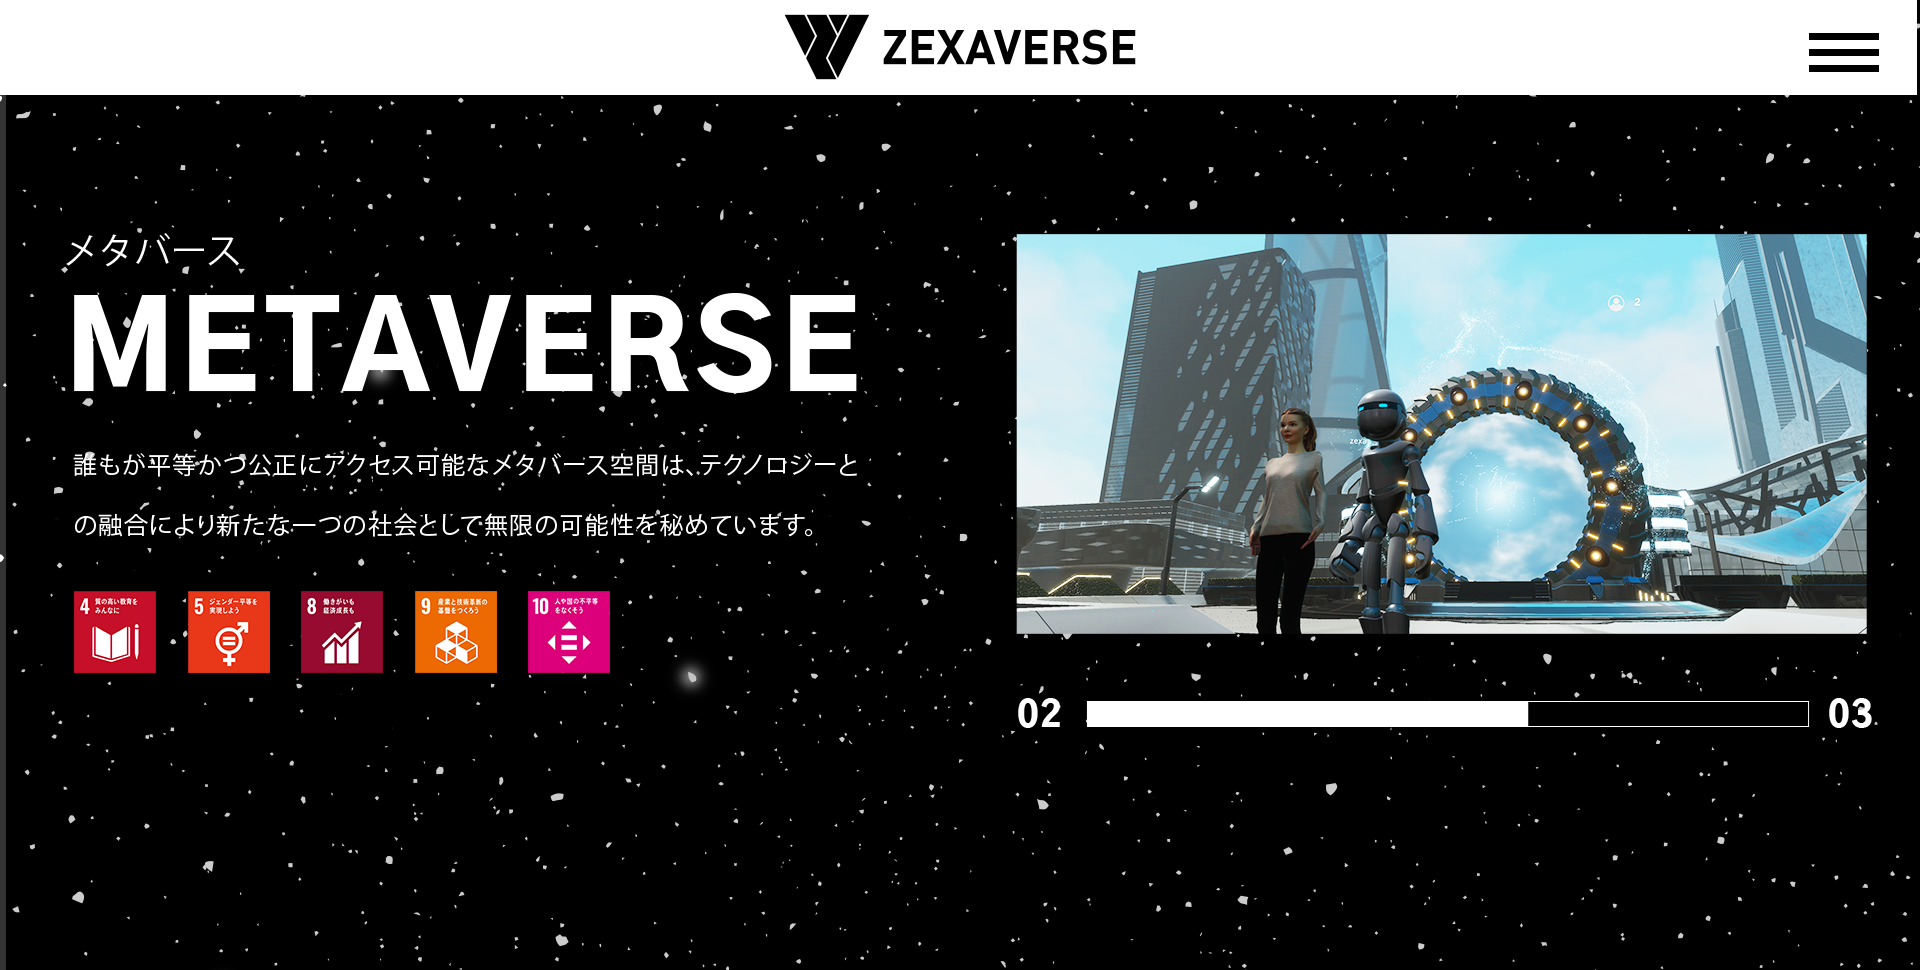 ZEXAVERSE
メタバース
METAVERSE
誰もが平等かつ公正にアクセス可能なメタバース空間は、テクノロジーと
の融合により新たな一つの社会として無限の可能性を秘めています。
4 質の高い教育を
みんなに
5 ジェンダー平等を
実現しよう
8 働きがいも
経済成長も
9 産業と技術革新の
基盤をつくろう
10 人や国の不平等
をなくそう
2
02
03